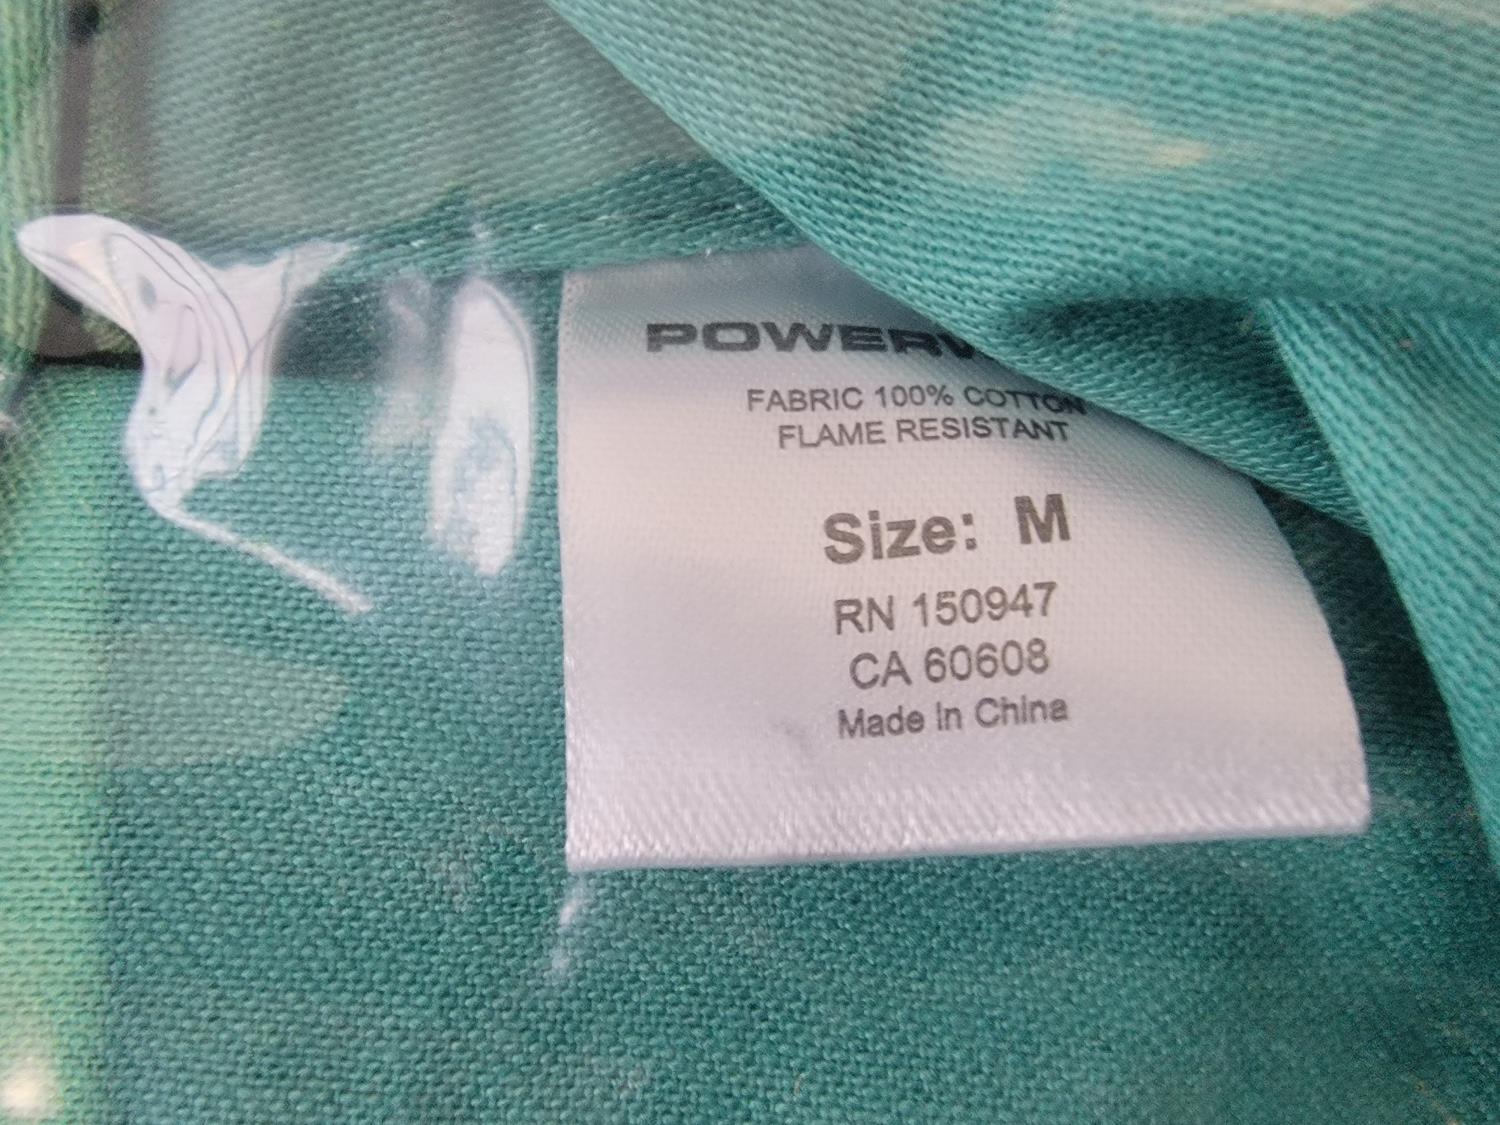 FABRIC 100% COTTON
FLAME RESISTANT
Size: M
RN 150947
CA 60608
Made In China